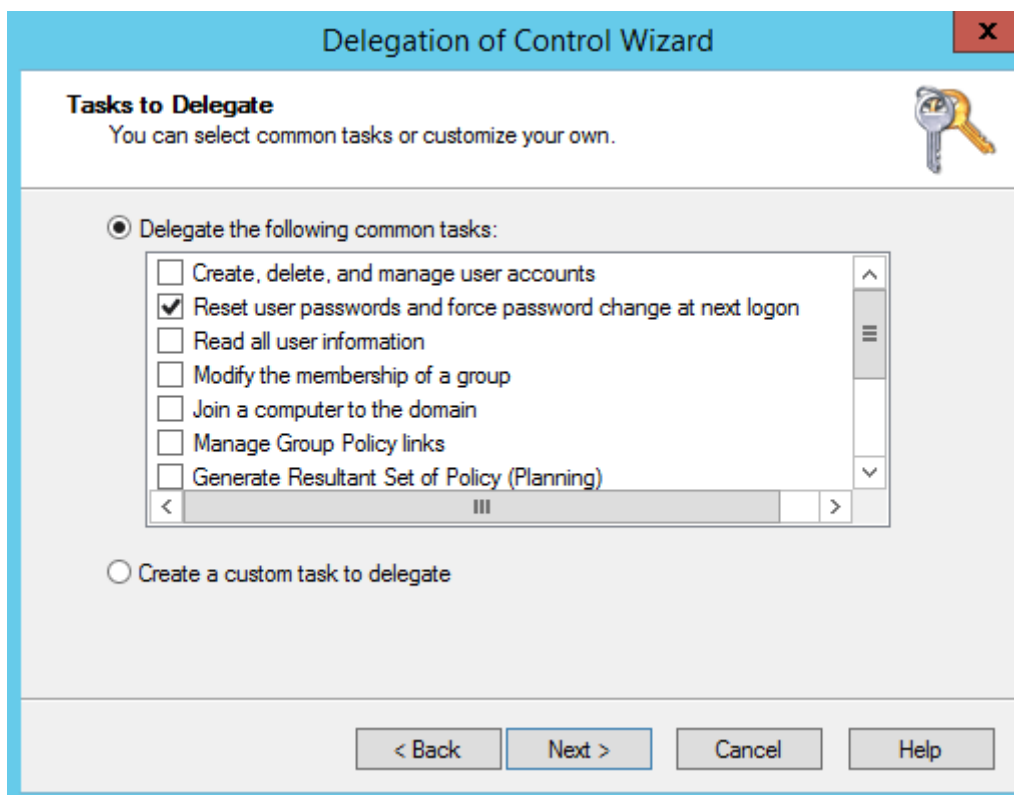 Delegation of Control Wizard
x
Tasks to Delegate
You can select common tasks or customize your own.
Delegate the following common tasks:
Create, delete, and manage user accounts
Reset user passwords and force password change at next logon
Read all user information
Modify the membership of a group
Join a computer to the domain
Manage Group Policy links
Generate Resultant Set of Policy (Planning)
Create a custom task to delegate
< Back
Next >
Cancel
Help